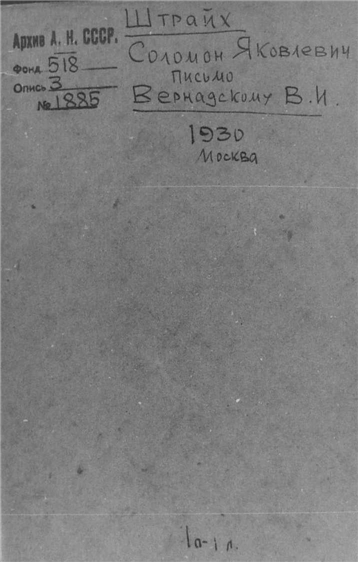 Архив А. Н. СССР.
Фонд 518
Опись 3
№ 1885
Штрайх
Соломон Яковлевич
Письмо
Вернадскому В.И.
1930
Москва
1а-1 л.